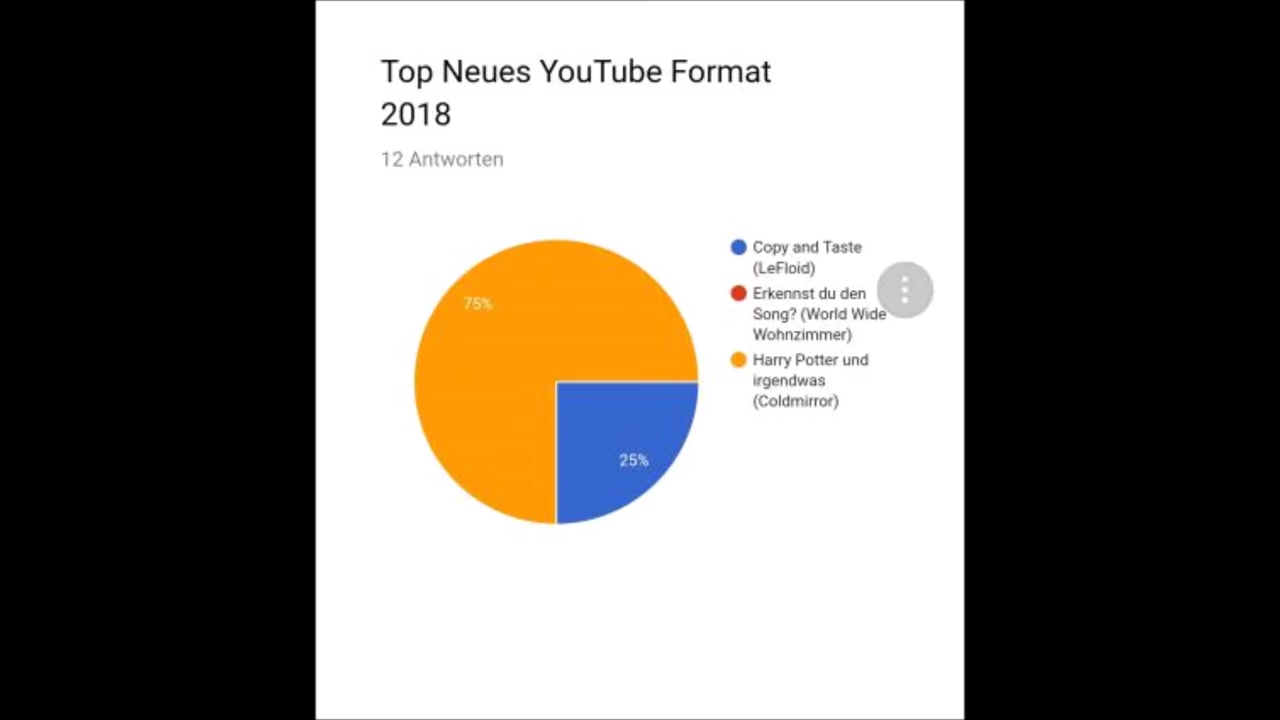 Top Neues YouTube Format
2018
12 Antworten
75%
25%
Copy and Taste
(LeFloid)
Erkennst du den
Song? (World Wide
Wohnzimmer)
Harry Potter und
irgendwas
(Coldmirror)